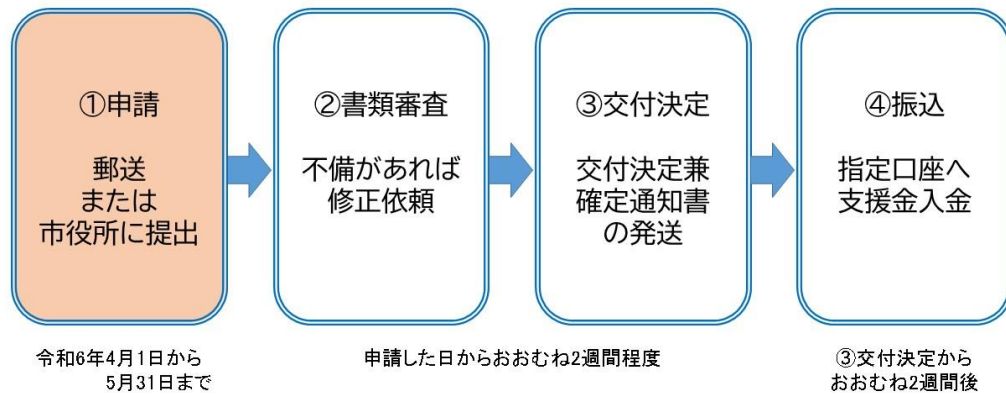 ①申請
郵送
または
市役所に提出
②書類審査
不備があれば
修正依頼
③交付決定
交付決定兼
確定通知書
の発送
④振込
指定口座へ
支援金入金
令和6年4月1日から
5月31日まで
申請した日からおおむね2週間程度
③交付決定から
おおむね2週間後